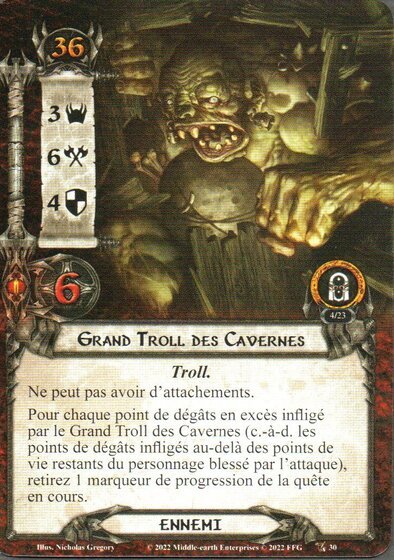 36
3
6
4
6
4/23
GRAND TROLL DES CAVERNES
Troll.
Ne peut pas avoir d'attachements.
Pour chaque point de dégâts en excès infligé
par le Grand Troll des Cavernes (c.-à-d. les
points de dégâts infligés au-delà des points de
vie restants du personnage blessé par l'attaque),
retirez 1 marqueur de progression de la quête
en cours.
ENNEMI
Illus. Nicholas Gregory © 2022 Middle-earth Enterprises © 2022 FFG 30